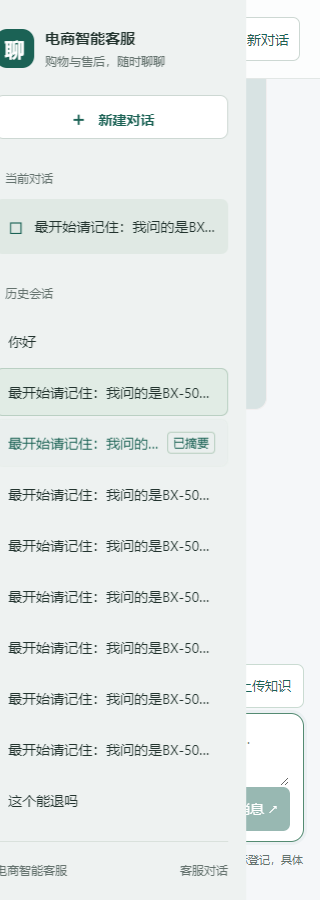 聊
电商智能客服
购物与售后，随时聊聊
新对话
+ 新建对话
当前对话
最开始请记住：我问的是BX...
历史会话
你好
最开始请记住：我问的是BX-50...
最开始请记住：我问的... 已摘要
最开始请记住：我问的是BX-50...
最开始请记住：我问的是BX-50...
最开始请记住：我问的是BX-50...
最开始请记住：我问的是BX-50...
最开始请记住：我问的是BX-50...
最开始请记住：我问的是BX-50...
上传知识
这个能退吗
消息 ↗
登记，具体
电商智能客服
客服对话